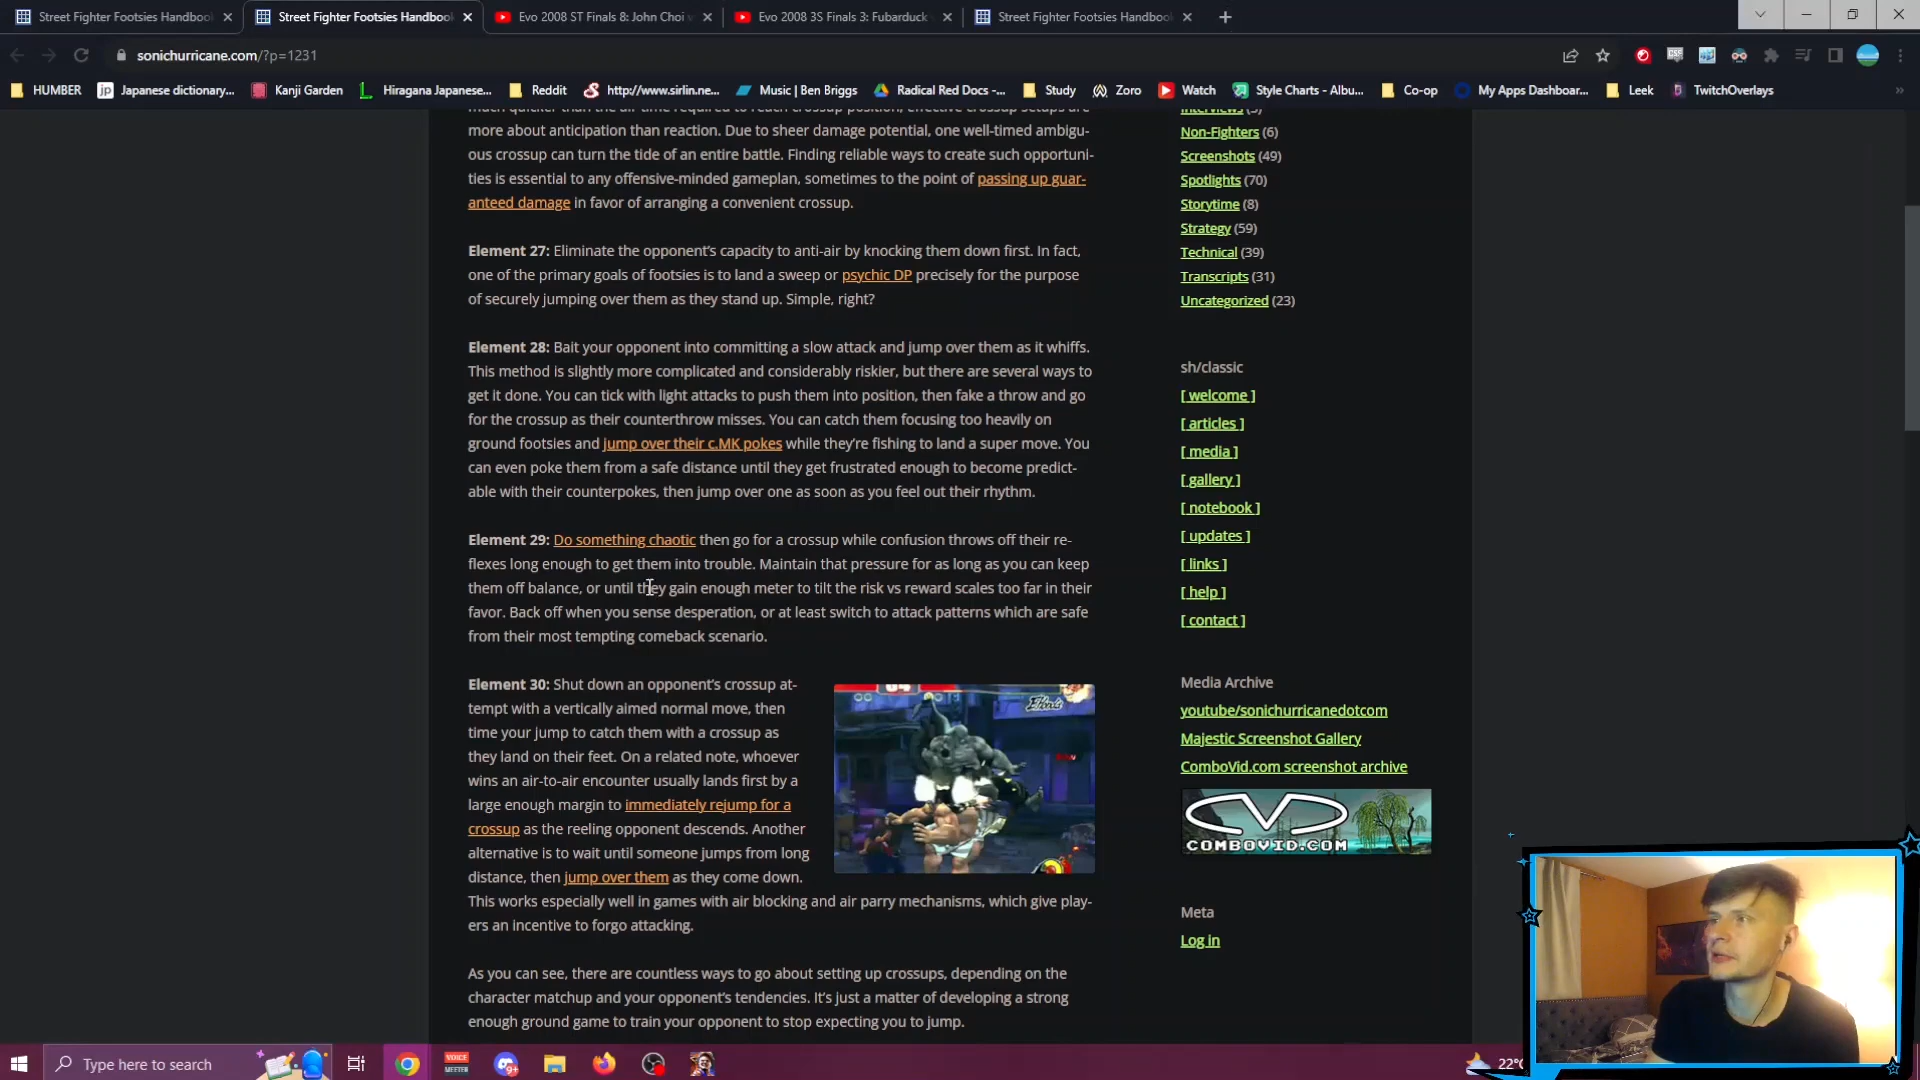 Street Fighter Footsies Handbook
Street Fighter Footsies Handbook
Evo 2008 ST Finals 8: John Choi v
Evo 2008 3S Finals 3: Fubarduck
Street Fighter Footsies Handbook
sonichurricane.com/?p=1231
HUMBER
Japanese dictionary...
Kanji Garden
Hiragana Japanese...
Reddit
http://www.sirlin.ne...
Music | Ben Briggs
Radical Red Docs -...
Study
Zoro
Watch
Style Charts - Albu...
Co-op
My Apps Dashboar...
Leek
TwitchOverlays
much quicker than the air time required to reach crossup position, effective crossup setups are
more about anticipation than reaction. Due to sheer damage potential, one well-timed ambigu-
ous crossup can turn the tide of an entire battle. Finding reliable ways to create such opportuni-
ties is essential to any offensive-minded gameplan, sometimes to the point of passing up guar-
anteed damage in favor of arranging a convenient crossup.
Element 27: Eliminate the opponent's capacity to anti-air by knocking them down first. In fact,
one of the primary goals of footsies is to land a sweep or psychic DP precisely for the purpose
of securely jumping over them as they stand up. Simple, right?
Element 28: Bait your opponent into committing a slow attack and jump over them as it whiffs.
This method is slightly more complicated and considerably riskier, but there are several ways to
get it done. You can tick with light attacks to push them into position, then fake a throw and go
for the crossup as their counterthrow misses. You can catch them focusing too heavily on
ground footsies and jump over their c.MK pokes while they're fishing to land a super move. You
can even poke them from a safe distance until they get frustrated enough to become predict-
able with their counterpokes, then jump over one as soon as you feel out their rhythm.
Element 29: Do something chaotic then go for a crossup while confusion throws off their re-
flexes long enough to get them into trouble. Maintain that pressure for as long as you can keep
them off balance, or until they gain enough meter to tilt the risk vs reward scales too far in their
favor. Back off when you sense desperation, or at least switch to attack patterns which are safe
from their most tempting comeback scenario.
Element 30: Shut down an opponent's crossup at-
tempt with a vertically aimed normal move, then
time your jump to catch them with a crossup as
they land on their feet. On a related note, whoever
wins an air-to-air encounter usually lands first by a
large enough margin to immediately rejump for a
crossup as the reeling opponent descends. Another
alternative is to wait until someone jumps from long
distance, then jump over them as they come down.
This works especially well in games with air blocking and air parry mechanisms, which give play-
ers an incentive to forgo attacking.
As you can see, there are countless ways to go about setting up crossups, depending on the
character matchup and your opponent's tendencies. It's just a matter of developing a strong
enough ground game to train your opponent to stop expecting you to jump.
Interviews (5)
Non-Fighters (6)
Screenshots (49)
Spotlights (70)
Storytime (8)
Strategy (59)
Technical (39)
Transcripts (31)
Uncategorized (23)
sh/classic
[ welcome ]
[ articles ]
[ media ]
[ gallery ]
[ notebook ]
[ updates ]
[ links ]
[ help ]
[ contact ]
Media Archive
youtube/sonichurricanedotcom
Majestic Screenshot Gallery
ComboVid.com screenshot archive
COMBOVID.COM
Meta
Log in
Type here to search
VOICE
MEETER
22°C